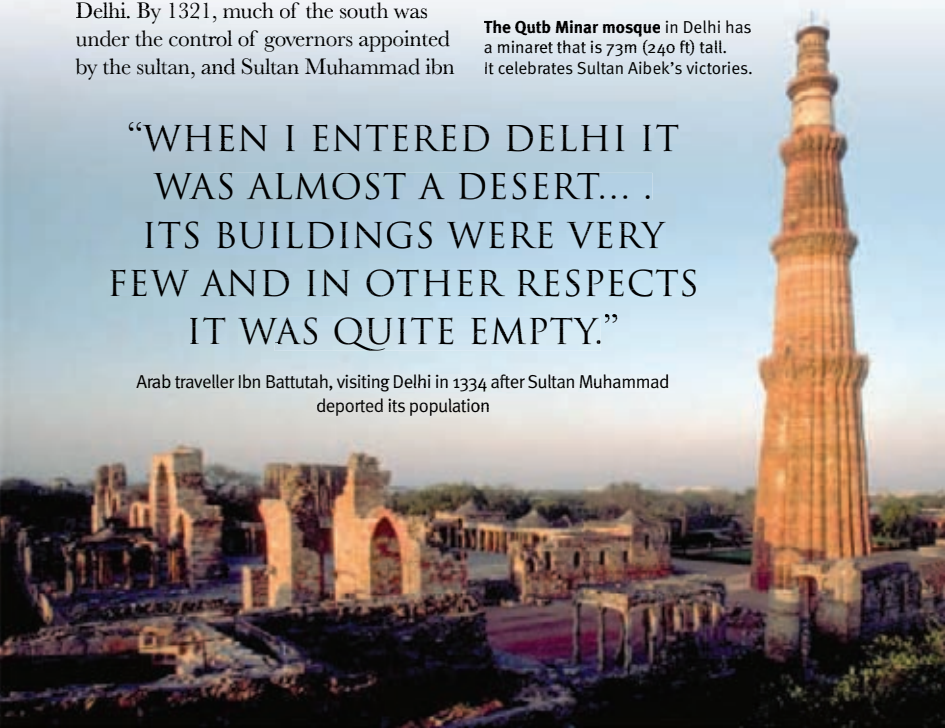 Delhi. By 1321, much of the south was
under the control of governors appointed
by the sultan, and Sultan Muhammad ibn
The Qutb Minar mosque in Delhi has
a minaret that is 73m (240 ft) tall.
It celebrates Sultan Aibek’s victories.
“WHEN I ENTERED DELHI IT
WAS ALMOST A DESERT... .
ITS BUILDINGS WERE VERY
FEW AND IN OTHER RESPECTS
IT WAS QUITE EMPTY.”
Arab traveller Ibn Battutah, visiting Delhi in 1334 after Sultan Muhammad
deported its population